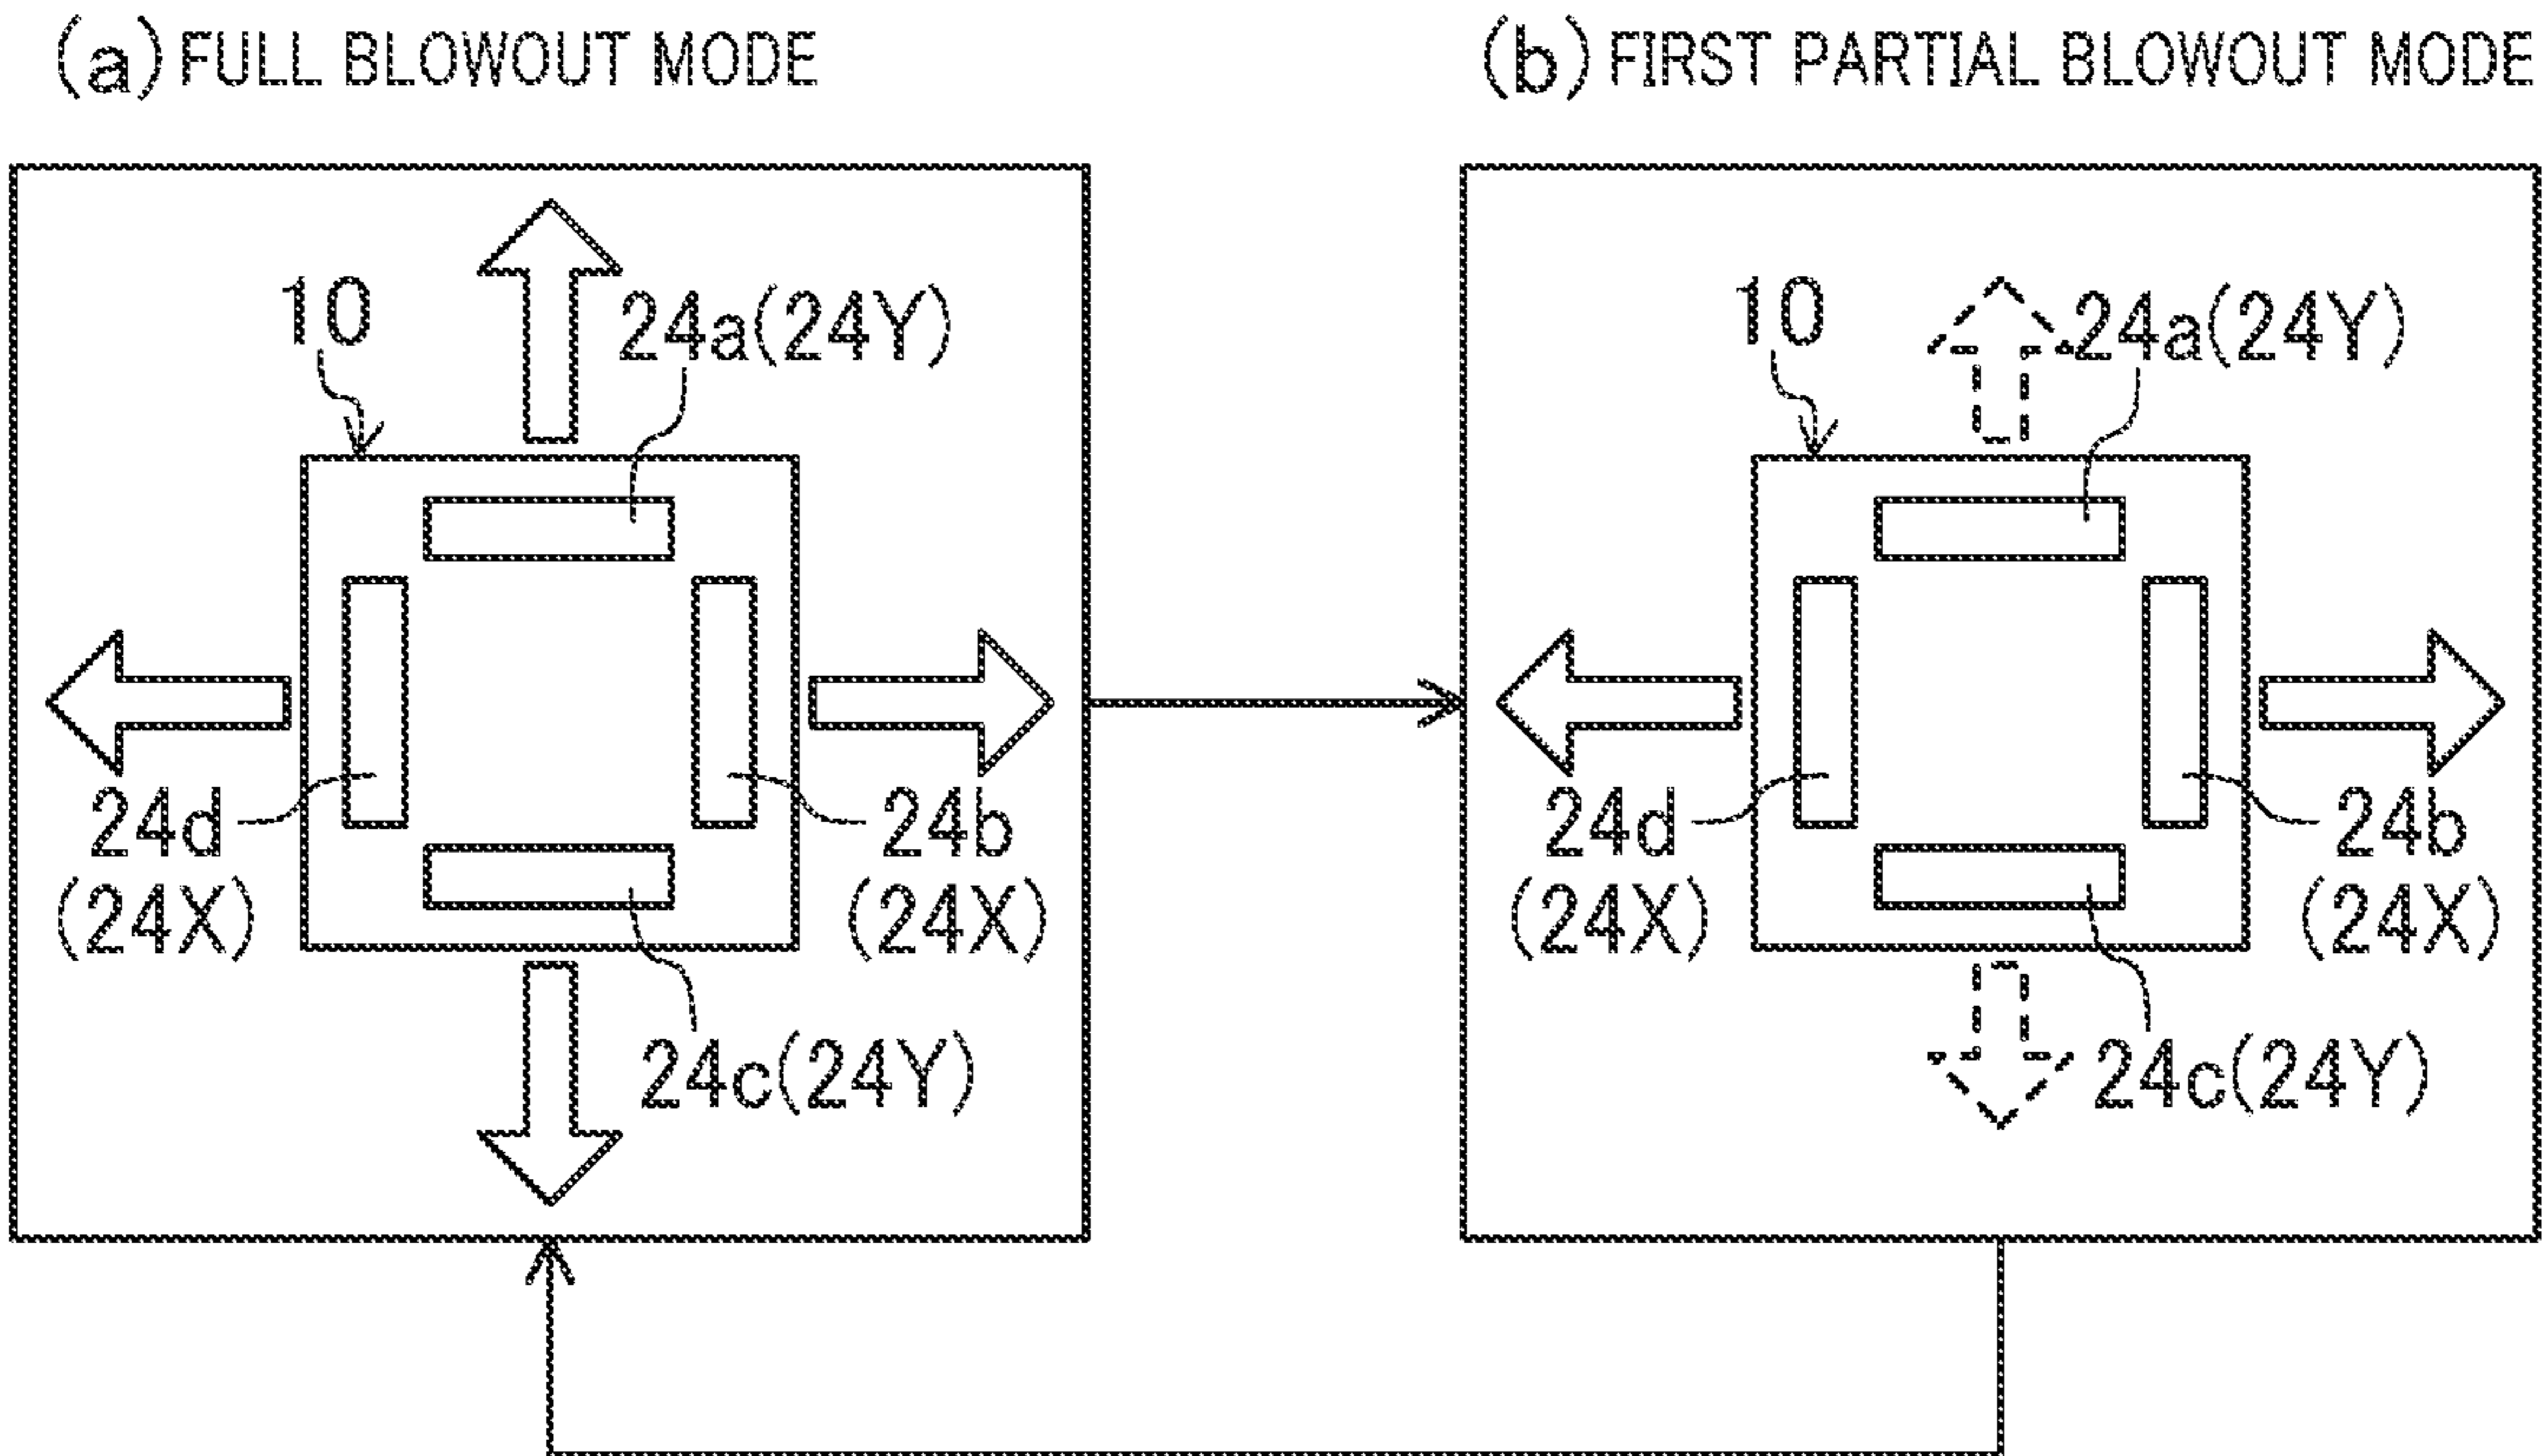 (a) FULL BLOWOUT MODE
(b) FIRST PARTIAL BLOWOUT MODE
10
24a(24Y)
24d
(24X)
24b
(24X)
24c(24Y)
10
24a(24Y)
24d
(24X)
24b
(24X)
24c(24Y)